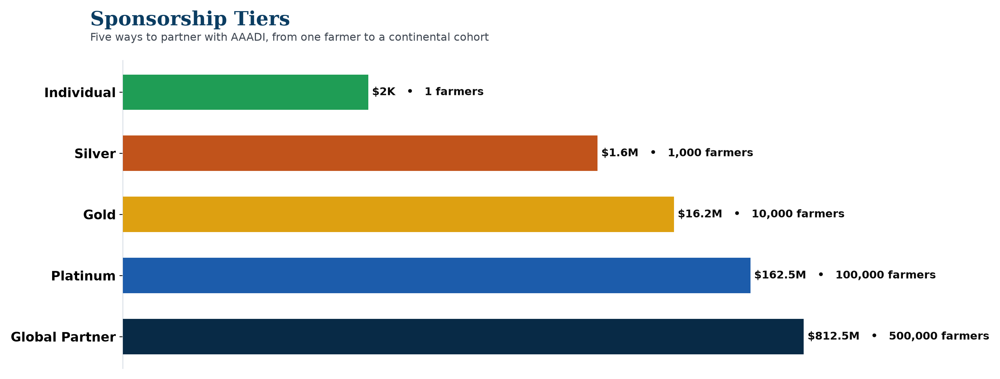 Sponsorship Tiers
Five ways to partner with AAADI, from one farmer to a continental cohort
Individual $2K • 1 farmers
Silver $1.6M • 1,000 farmers
Gold $16.2M • 10,000 farmers
Platinum $162.5M • 100,000 farmers
Global Partner $812.5M • 500,000 farmers